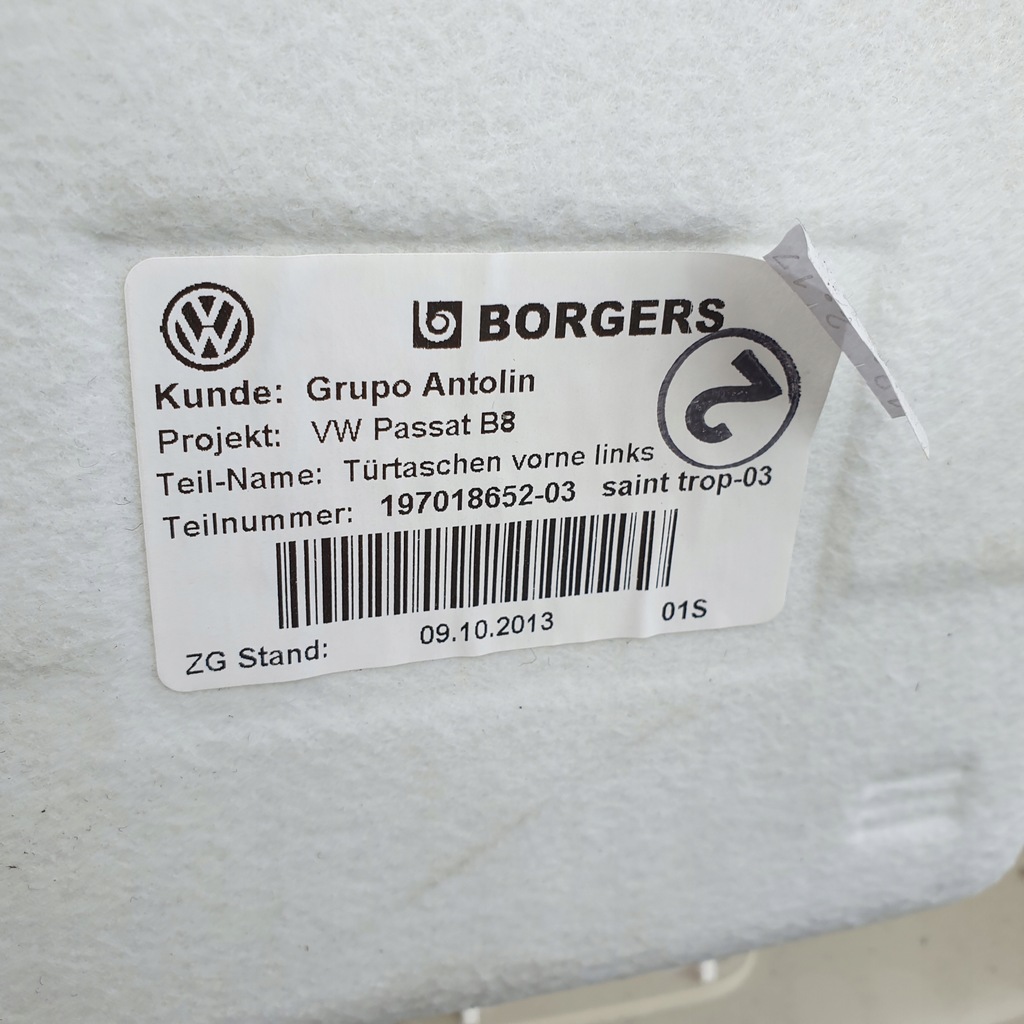 BORGERS
Kunde: Grupo Antolin
Projekt: VW Passat B8
Teil-Name: Türtaschen vorne links
Teilnummer: 197018652-03 saint trop-03
ZG Stand: 09.10.2013 01S
2